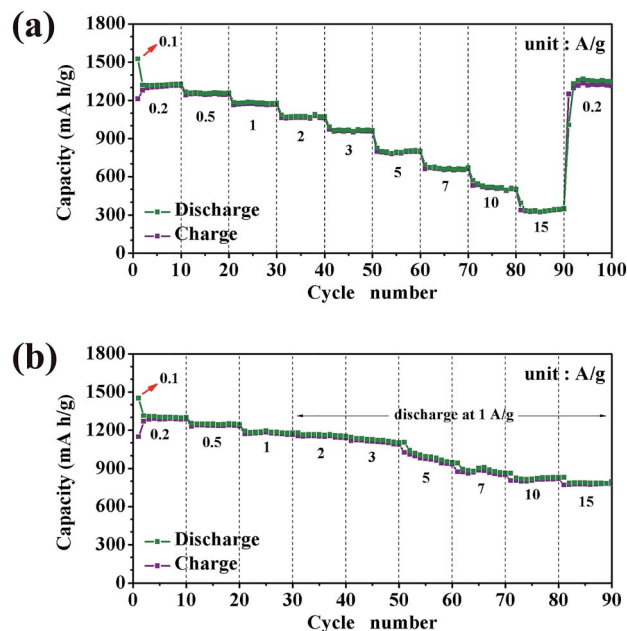 (a)
1800
1500
1200
900
600
300
0
Capacity (mA h/g)
unit : A/g
0.1
0.2
0.5
1
2
3
5
7
10
15
0.2
Discharge
Charge
0 10 20 30 40 50 60 70 80 90 100
Cycle number
(b)
1800
1500
1200
900
600
300
0
Capacity (mA h/g)
unit : A/g
0.1
discharge at 1 A/g
0.2
0.5
1
2
3
5
7
10
15
Discharge
Charge
0 10 20 30 40 50 60 70 80 90
Cycle number